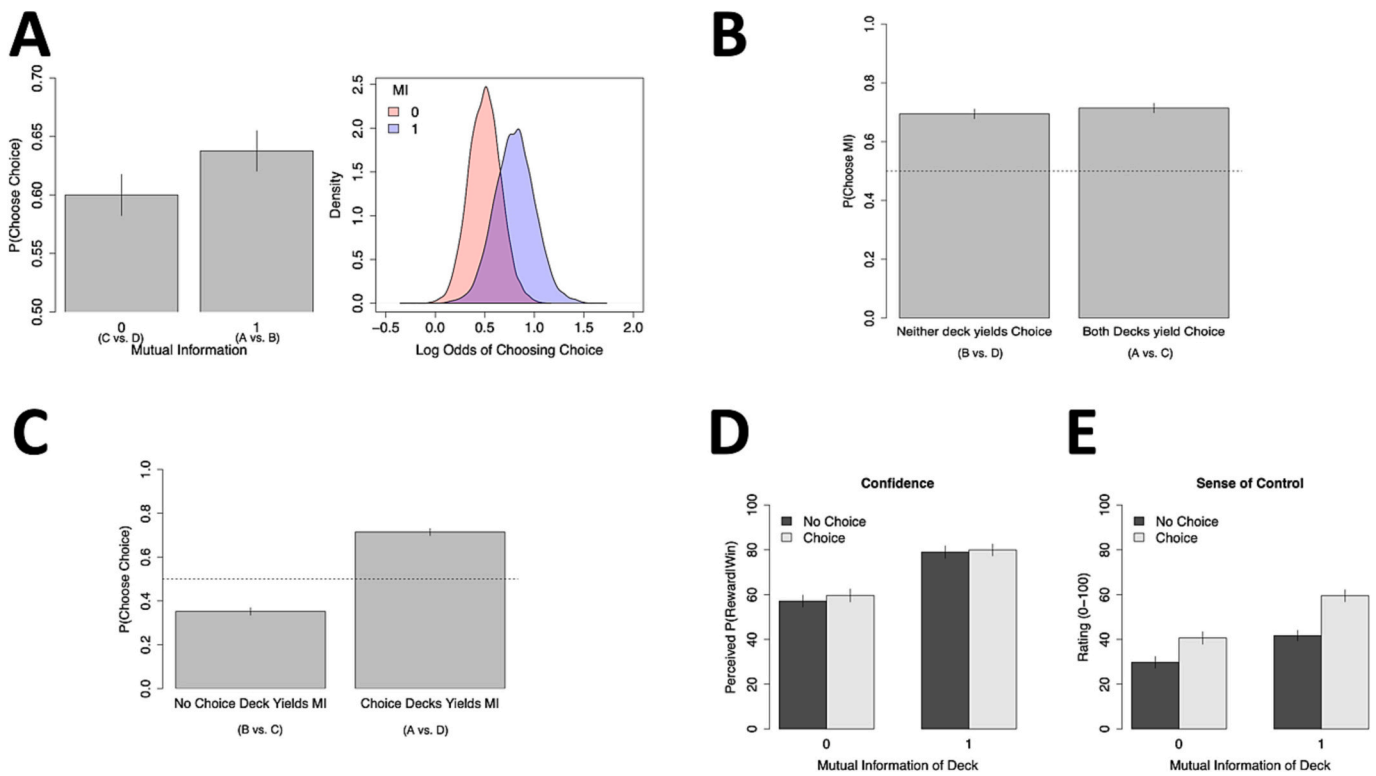 A
P(Choose Choice)
0.50 0.55 0.60 0.65 0.70
0 1
(C vs. D) (A vs. B)
Mutual Information
Density
0.0 0.5 1.0 1.5 2.0 2.5
MI
0
1
−0.5 0.0 0.5 1.0 1.5 2.0
Log Odds of Choosing Choice
B
P(Choose MI)
0.0 0.2 0.4 0.6 0.8 1.0
Neither deck yields Choice Both Decks yield Choice
(B vs. D) (A vs. C)
C
P(Choose Choice)
0.0 0.2 0.4 0.6 0.8 1.0
No Choice Deck Yields MI Choice Decks Yields MI
(B vs. C) (A vs. D)
D
Confidence
Perceived P(Reward|Win)
0 20 40 60 80 100
No Choice
Choice
0 1
Mutual Information of Deck
E
Sense of Control
Rating (0−100)
0 20 40 60 80 100
No Choice
Choice
0 1
Mutual Information of Deck